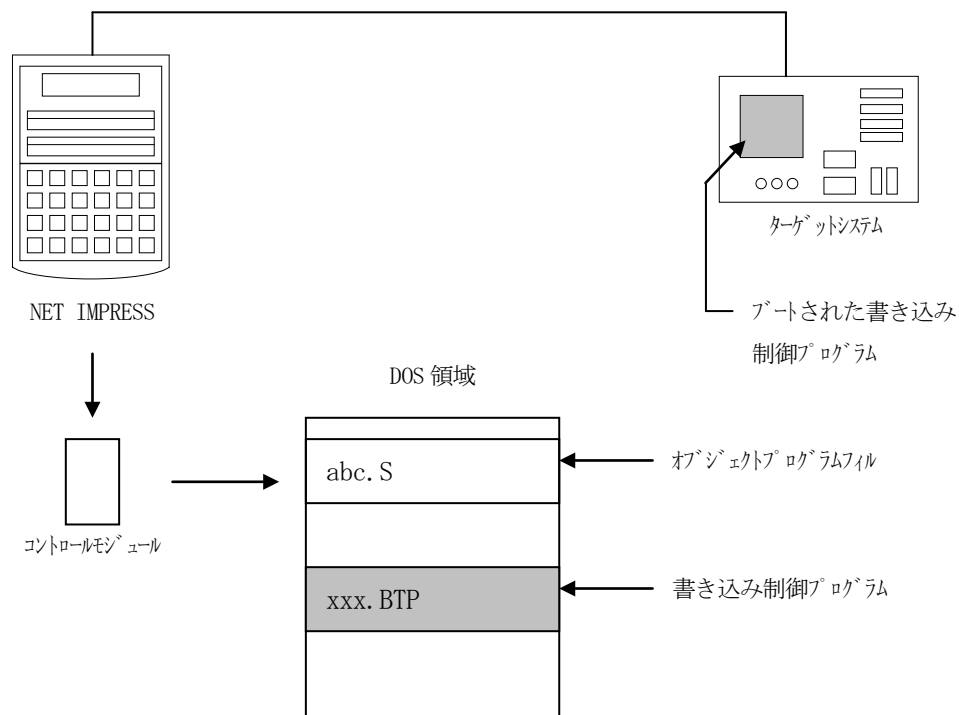 ターゲットシステム
NET IMPRESS
ブートされた書き込み
制御プログラム
DOS 領域
abc.S
オブジェクトプログラムフィル
コントロールモジュール
xxx.BTP
書き込み制御プログラム